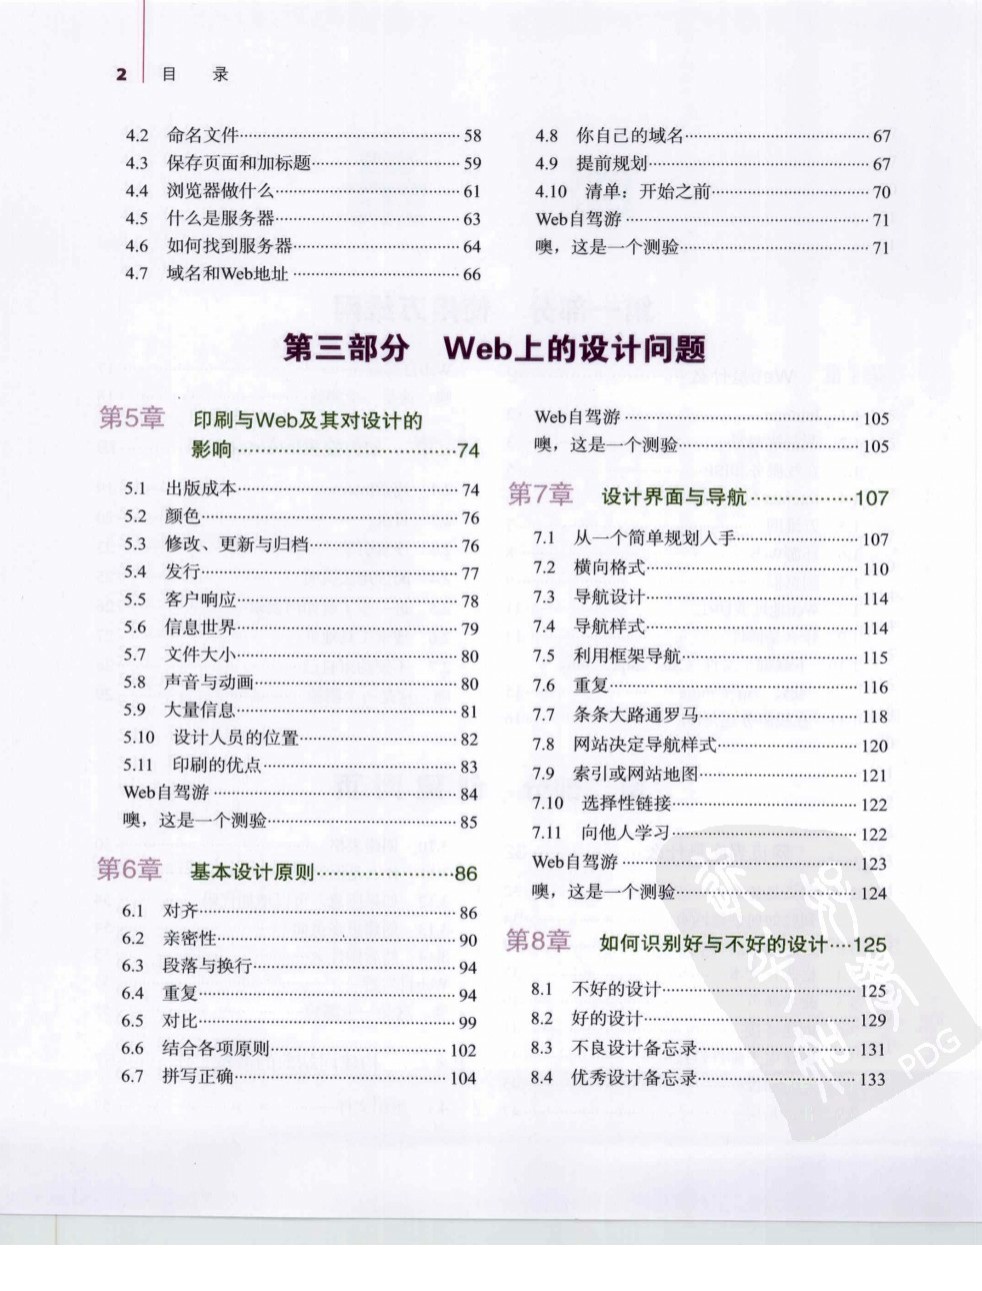 2 目 录
4.2 命名文件 58
4.3 保存页面和加标题 59
4.4 浏览器做什么 61
4.5 什么是服务器 63
4.6 如何找到服务器 64
4.7 域名和Web地址 66
4.8 你自己的域名 67
4.9 提前规划 67
4.10 清单：开始之前 70
Web自驾游 71
噢，这是一个测验 71
第三部分 Web上的设计问题
第5章 印刷与Web及其对设计的
影响 74
5.1 出版成本 74
5.2 颜色 76
5.3 修改、更新与归档 76
5.4 发行 77
5.5 客户响应 78
5.6 信息世界 79
5.7 文件大小 80
5.8 声音与动画 80
5.9 大量信息 81
5.10 设计人员的位置 82
5.11 印刷的优点 83
Web自驾游 84
噢，这是一个测验 85
第6章 基本设计原则 86
6.1 对齐 86
6.2 亲密性 90
6.3 段落与换行 94
6.4 重复 94
6.5 对比 99
6.6 结合各项原则 102
6.7 拼写正确 104
Web自驾游 105
噢，这是一个测验 105
第7章 设计界面与导航 107
7.1 从一个简单规划入手 107
7.2 横向格式 110
7.3 导航设计 114
7.4 导航样式 114
7.5 利用框架导航 115
7.6 重复 116
7.7 条条大路通罗马 118
7.8 网站决定导航样式 120
7.9 索引或网站地图 121
7.10 选择性链接 122
7.11 向他人学习 122
Web自驾游 123
噢，这是一个测验 124
第8章 如何识别好与不好的设计 125
8.1 不好的设计 125
8.2 好的设计 129
8.3 不良设计备忘录 131
8.4 优秀设计备忘录 133
PDG